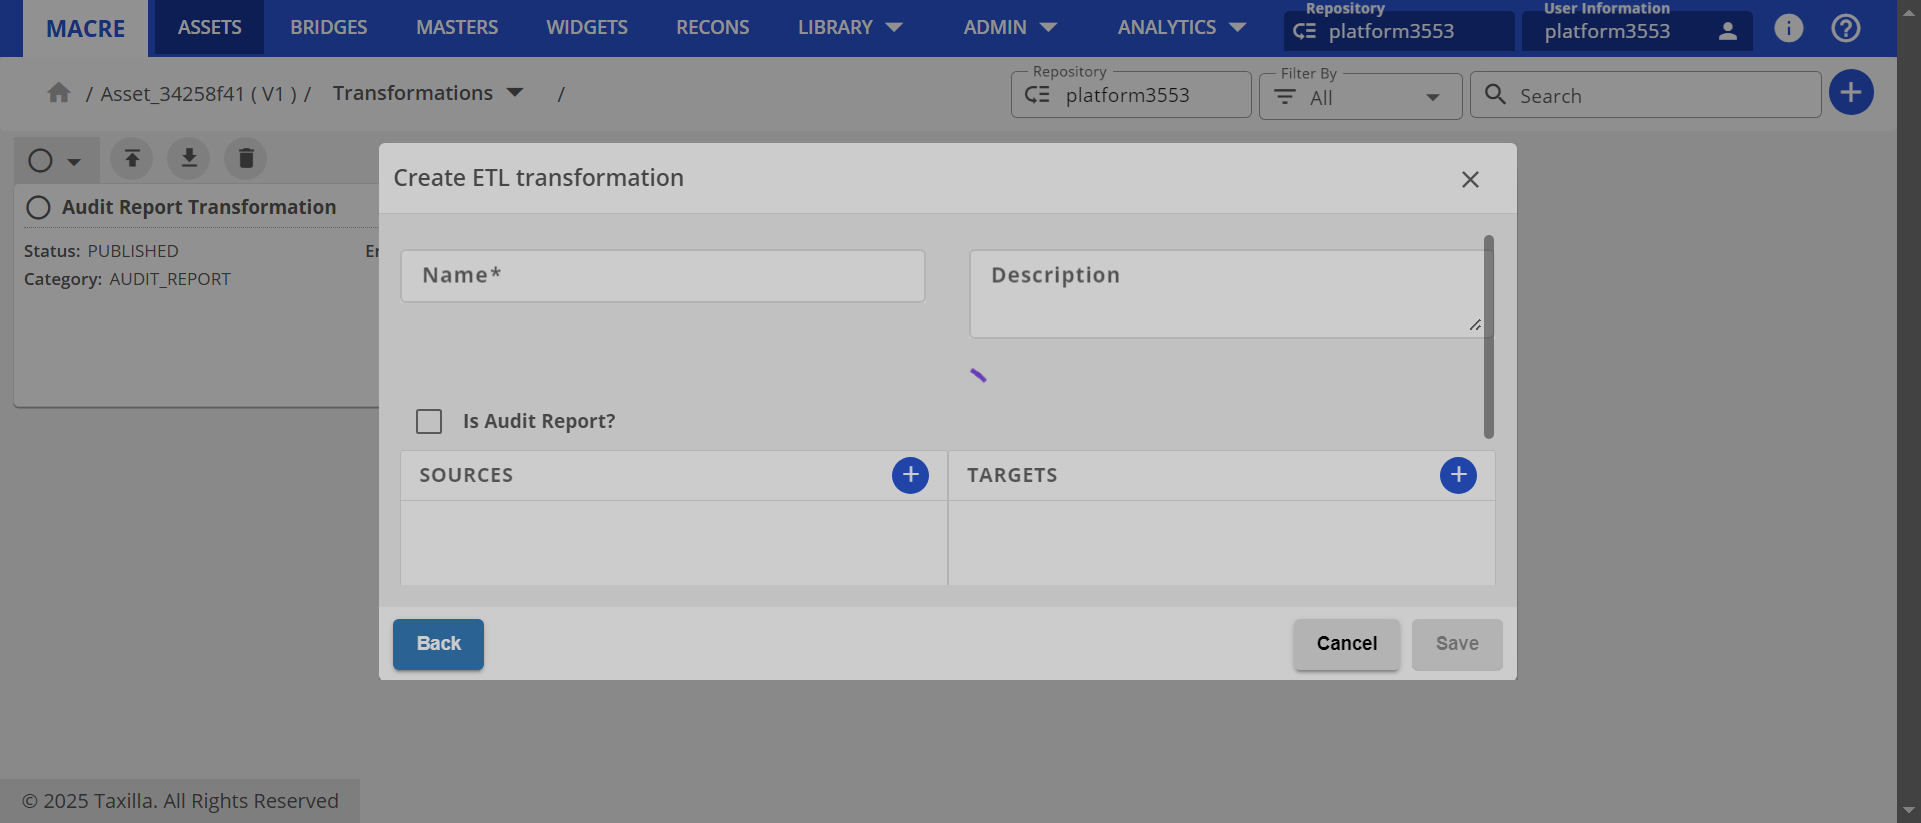 MACRE
ASSETS
BRIDGES
MASTERS
WIDGETS
RECONS
LIBRARY
ADMIN
ANALYTICS
Repository
platform3553
User Information
platform3553
/ Asset_34258f41 ( V1 ) / Transformations /
Repository
platform3553
Filter By
All
Search
Audit Report Transformation
Status: PUBLISHED
Category: AUDIT_REPORT
Create ETL transformation
Name*
Description
Is Audit Report?
SOURCES
TARGETS
Back
Cancel
Save
© 2025 Taxilla. All Rights Reserved